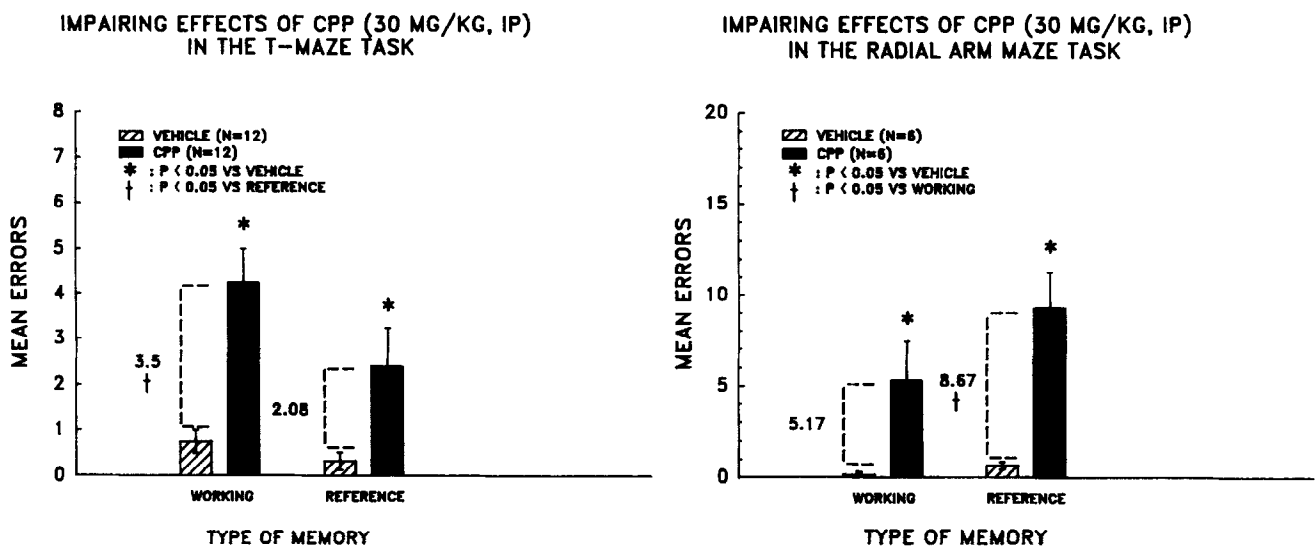 IMPAIRING EFFECTS OF CPP (30 MG/KG, IP)
IN THE T-MAZE TASK
8
7
6
5
4
3
2
1
0
MEAN ERRORS
VEHICLE (N=12)
CPP (N=12)
* : P < 0.05 VS VEHICLE
† : P < 0.05 VS REFERENCE
*
*
3.5
†
2.08
WORKING
REFERENCE
TYPE OF MEMORY
IMPAIRING EFFECTS OF CPP (30 MG/KG, IP)
IN THE RADIAL ARM MAZE TASK
20
15
10
5
0
MEAN ERRORS
VEHICLE (N=6)
CPP (N=6)
* : P < 0.05 VS VEHICLE
† : P < 0.05 VS WORKING
*
*
5.17
8.67
†
WORKING
REFERENCE
TYPE OF MEMORY